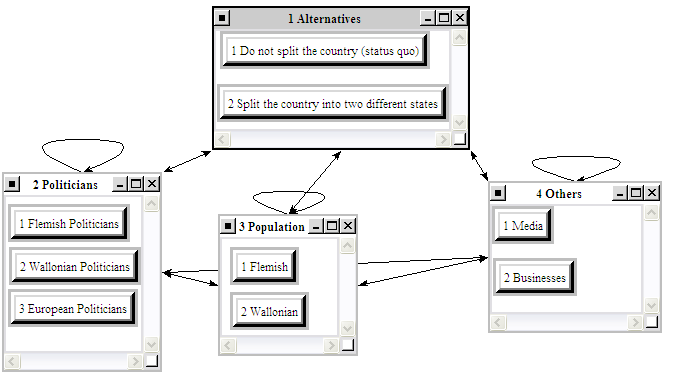 1 Alternatives
1 Do not split the country (status quo)
2 Split the country into two different states
2 Politicians
1 Flemish Politicians
2 Wallonian Politicians
3 European Politicians
3 Population
1 Flemish
2 Wallonian
4 Others
1 Media
2 Businesses